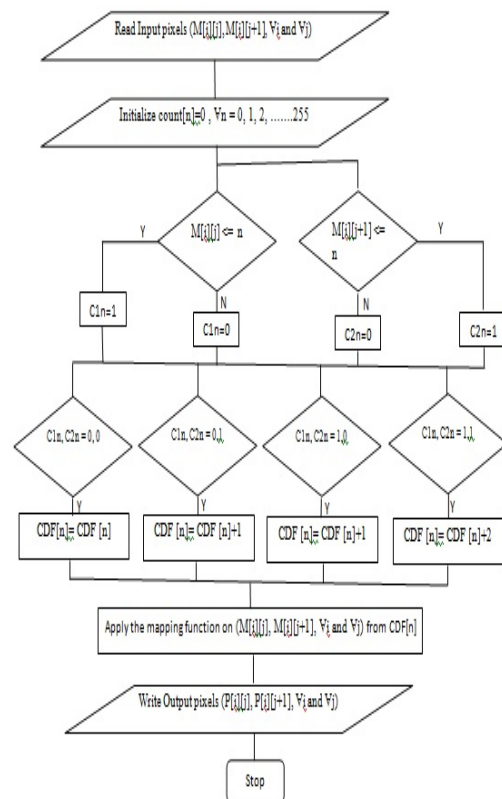 Read Input pixels (M[i][j], M[i][j+1], ∀i and ∀j)
Initialize count[n]=0 , ∀n = 0, 1, 2, …….255
M[i][j] <= n
M[i][j+1] <=
n
Y
Y
N
N
C1n=1
C1n=0
C2n=0
C2n=1
C1n, C2n = 0, 0
C1n, C2n = 0,1
C1n, C2n = 1,0
C1n, C2n = 1,1
Y
Y
Y
Y
CDF[n]= CDF [n]
CDF [n]= CDF [n]+1
CDF [n]= CDF [n]+1
CDF [n]= CDF [n]+2
Apply the mapping function on (M[i][j], M[i][j+1], ∀i and ∀j) from CDF[n]
Write Output pixels (P[i][j], P[i][j+1], ∀i and ∀j)
Stop